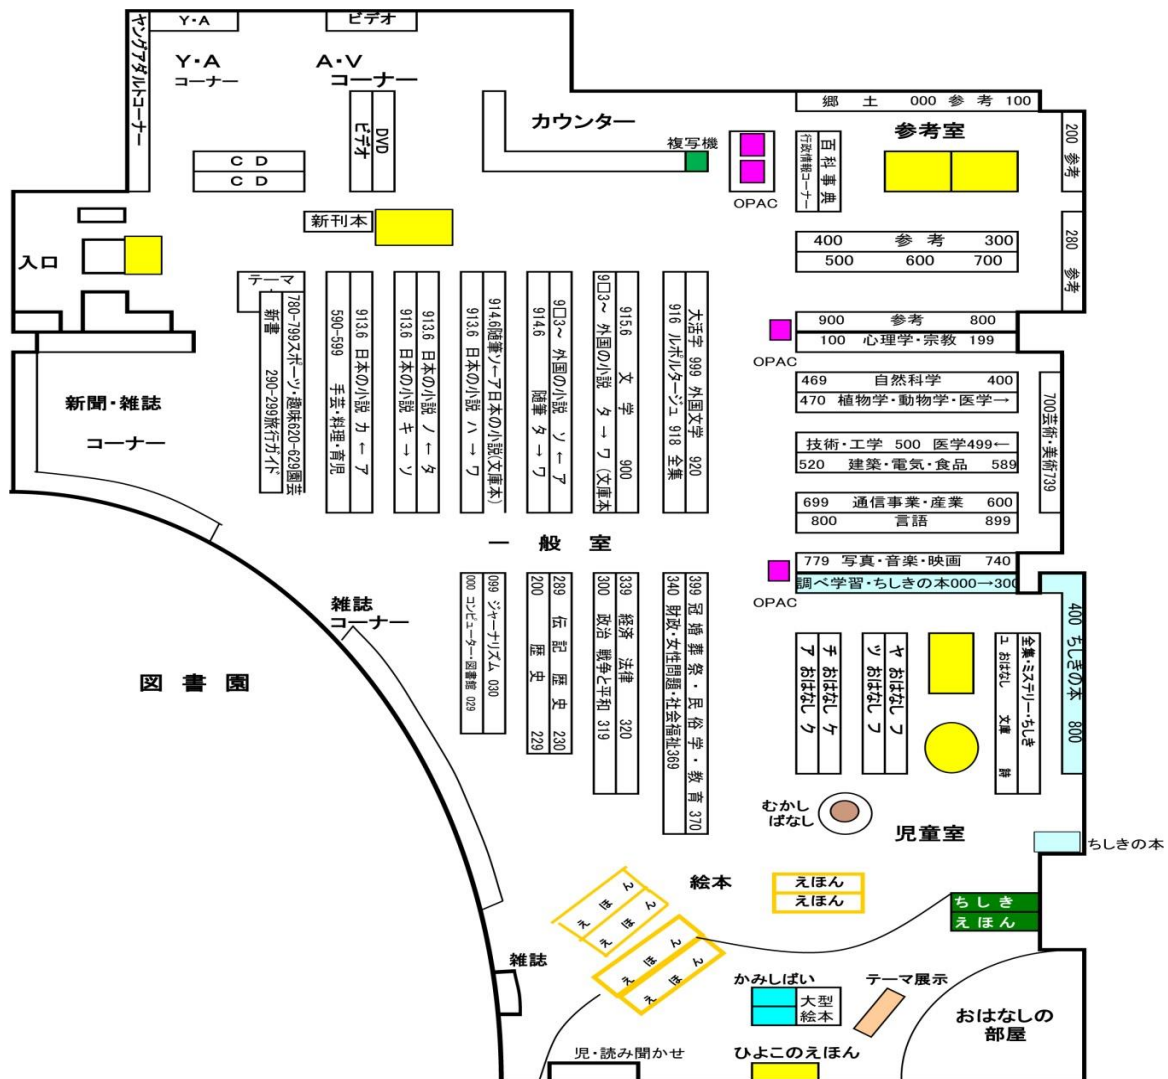 Y・A
ビデオ
ヤングアダルトコーナー
Y・A
コーナー
A・V
コーナー
DVD
ビデオ
CD
CD
カウンター
複写機
OPAC
郷土 000 参考 100
参考室
200 参考
百科事典
行政情報コーナー
280 参考
400 参考 300
500 600 700
新刊本
入口
テーマ
780-799スポーツ・趣味620-629園芸
新書 290-299旅行ガイド
913.6 日本の小説 カ ← ア
590-599 手芸・料理・育児
913.6 日本の小説 ノ ← タ
913.6 日本の小説 キ → ソ
914.6随筆ソ←ア日本の小説(文庫本)
913.6 日本の小説 ハ → ワ
9口3~ 外国の小説 ソ ← ア
914.6 随筆 タ → ワ
915.6 文学 900
9口3~ 外国の小説 タ → ワ (文庫本
大活字 999 外国文学 920
916 ルポルタージュ 918 全集
OPAC
900 参考 800
100 心理学・宗教 199
469 自然科学 400
470 植物学・動物学・医学→
700芸術・美術739
技術・工学 500 医学499←
520 建築・電気・食品 589
699 通信事業・産業 600
800 言語 899
新聞・雑誌
コーナー
一般室
OPAC
779 写真・音楽・映画 740
調べ学習・ちしきの本000→300
400 ちしきの本 800
雑誌
コーナー
図書園
099 ジャーナリズム 030
000 コンピューター・図書館 029
289 伝記 歴史 230
200 歴史 229
339 経済 法律 320
300 政治 戦争と平和 319
399 冠婚葬祭・民俗学・教育 370
340 財政・女性問題・社会福祉369
チ おはなし ケ
ア おはなし ク
ヤ おはなし フ
ツ おはなし フ
全集・ミステリー・ちしき
ユ おはなし 文庫 詩
むかし
ばなし
児童室
ちしきの本
絵本
えほん
えほん
えほん
えほん
えほん
えほん
ちしき
えほん
雑誌
かみしばい
大型
絵本
テーマ展示
おはなしの
部屋
児・読み聞かせ
ひよこのえほん